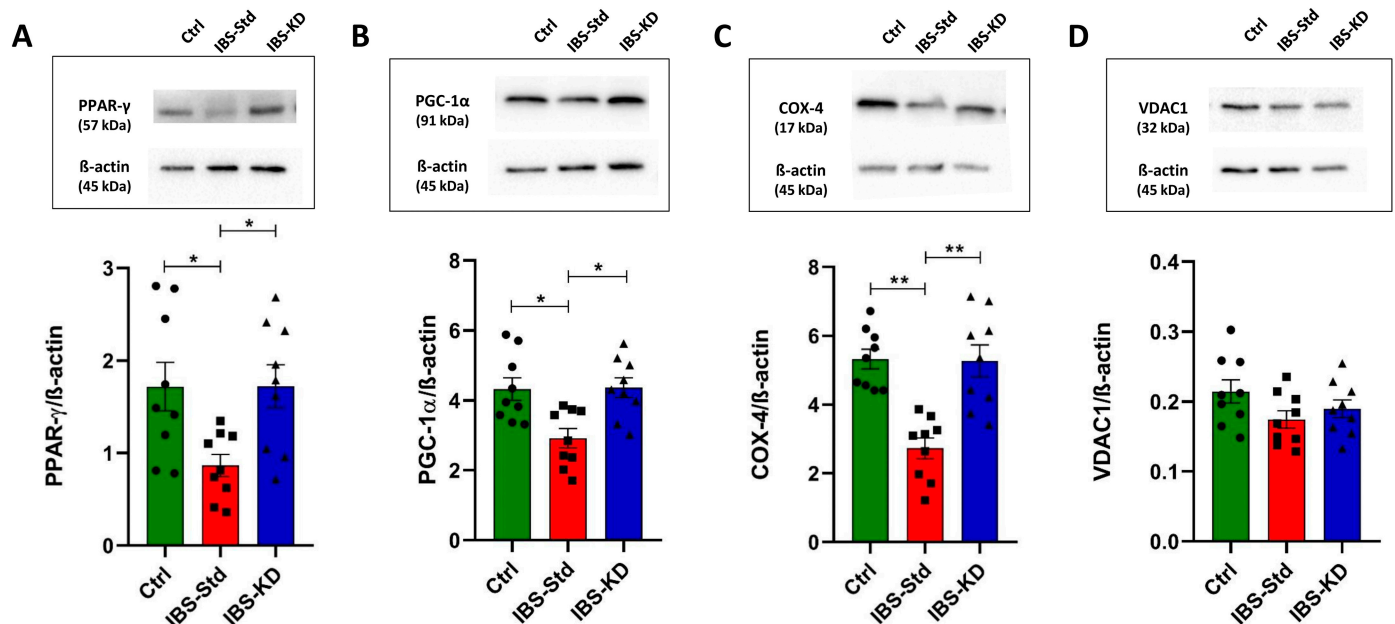 A
Ctrl
IBS-Std
IBS-KD
PPAR-γ
(57 kDa)
ß-actin
(45 kDa)
*
*
3
2
1
0
PPAR-γ/ß-actin
Ctrl
IBS-Std
IBS-KD
B
Ctrl
IBS-Std
IBS-KD
PGC-1α
(91 kDa)
ß-actin
(45 kDa)
*
*
8
6
4
2
0
PGC-1α/ß-actin
Ctrl
IBS-Std
IBS-KD
C
Ctrl
IBS-Std
IBS-KD
COX-4
(17 kDa)
ß-actin
(45 kDa)
**
**
8
6
4
2
0
COX-4/ß-actin
Ctrl
IBS-Std
IBS-KD
D
Ctrl
IBS-Std
IBS-KD
VDAC1
(32 kDa)
ß-actin
(45 kDa)
0.4
0.3
0.2
0.1
0.0
VDAC1/ß-actin
Ctrl
IBS-Std
IBS-KD